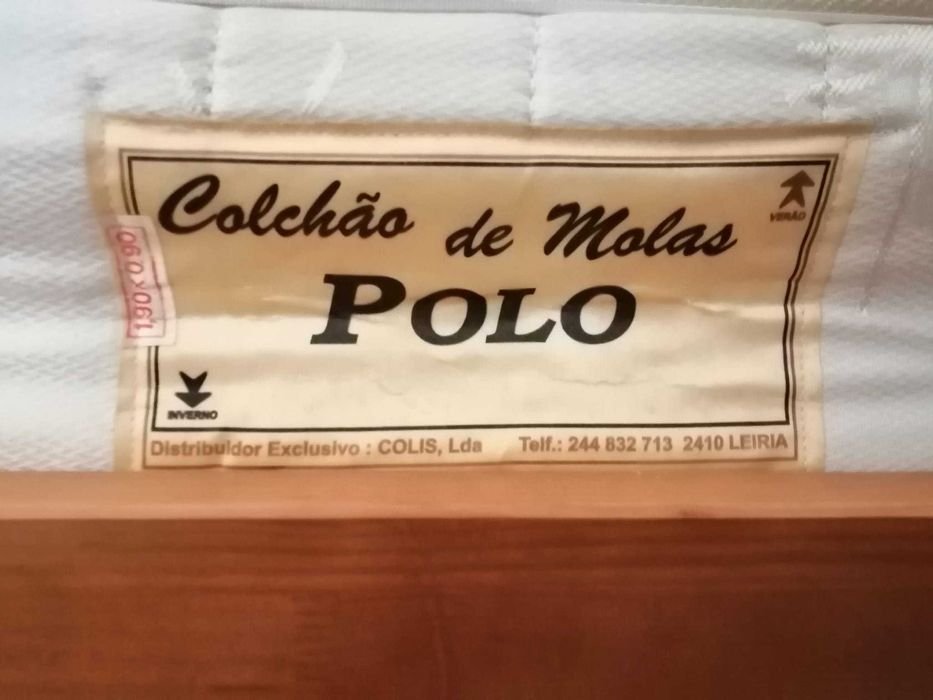 Colchão de Molas
POLO
VERÃO
1,90 x 0.90
INVERNO
Distribuidor Exclusivo : COLIS, Lda Telf.: 244 832 713 2410 LEIRIA